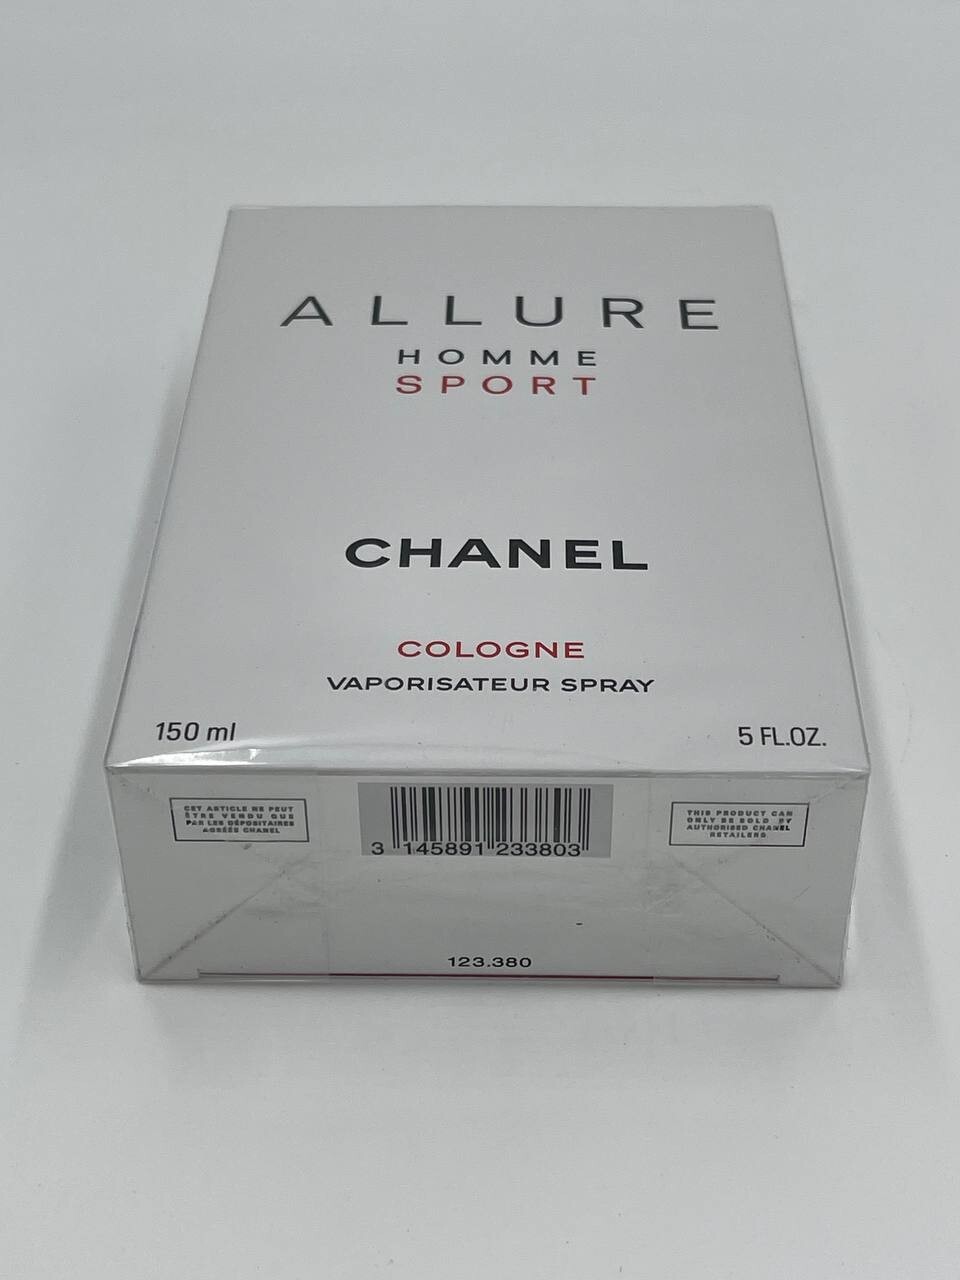 ALLURE
HOMME
SPORT
CHANEL
COLOGNE
VAPORISATEUR SPRAY
150 ml
5 FL.OZ.
CET ARTICLE NE PEUT
ÊTRE VENDU QUE
PAR LES DÉPOSITAIRES
AGRÉÉS CHANEL
3 145891 233803
THIS PRODUCT CAN
ONLY BE SOLD BY
AUTHORISED CHANEL
RETAILERS
123.380